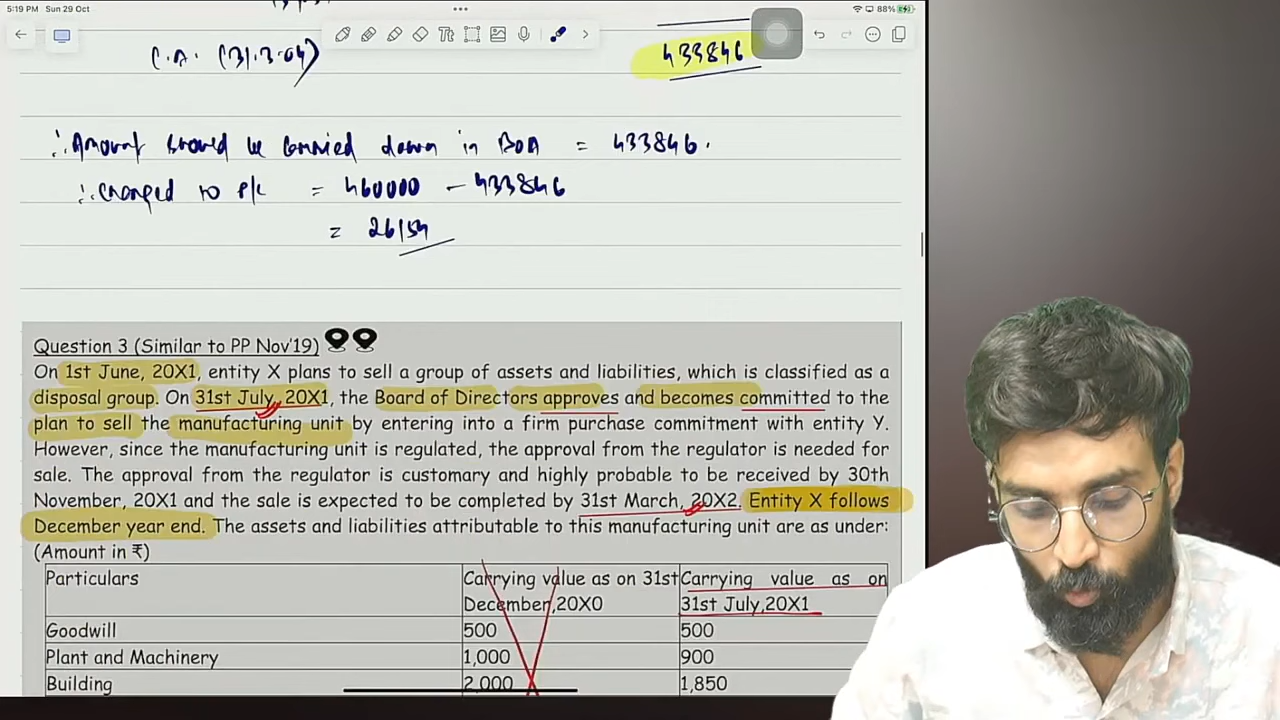 5:19 PM Sun 29 Oct
88%
Tt
C.A. (31.3.04)
433846
∴ Amount should be carried down in BOA = 433846.
∴ Charged to P/L = 460000 - 433846
= 26154
Question 3 (Similar to PP Nov'19)
On 1st June, 20X1, entity X plans to sell a group of assets and liabilities, which is classified as a
disposal group. On 31st July, 20X1, the Board of Directors approves and becomes committed to the
plan to sell the manufacturing unit by entering into a firm purchase commitment with entity Y.
However, since the manufacturing unit is regulated, the approval from the regulator is needed for
sale. The approval from the regulator is customary and highly probable to be received by 30th
November, 20X1 and the sale is expected to be completed by 31st March, 20X2. Entity X follows
December year end. The assets and liabilities attributable to this manufacturing unit are as under:
(Amount in ₹)
Particulars Carrying value as on 31st Carrying value as on
December,20X0 31st July,20X1
Goodwill 500 500
Plant and Machinery 1,000 900
Building 2,000 1,850